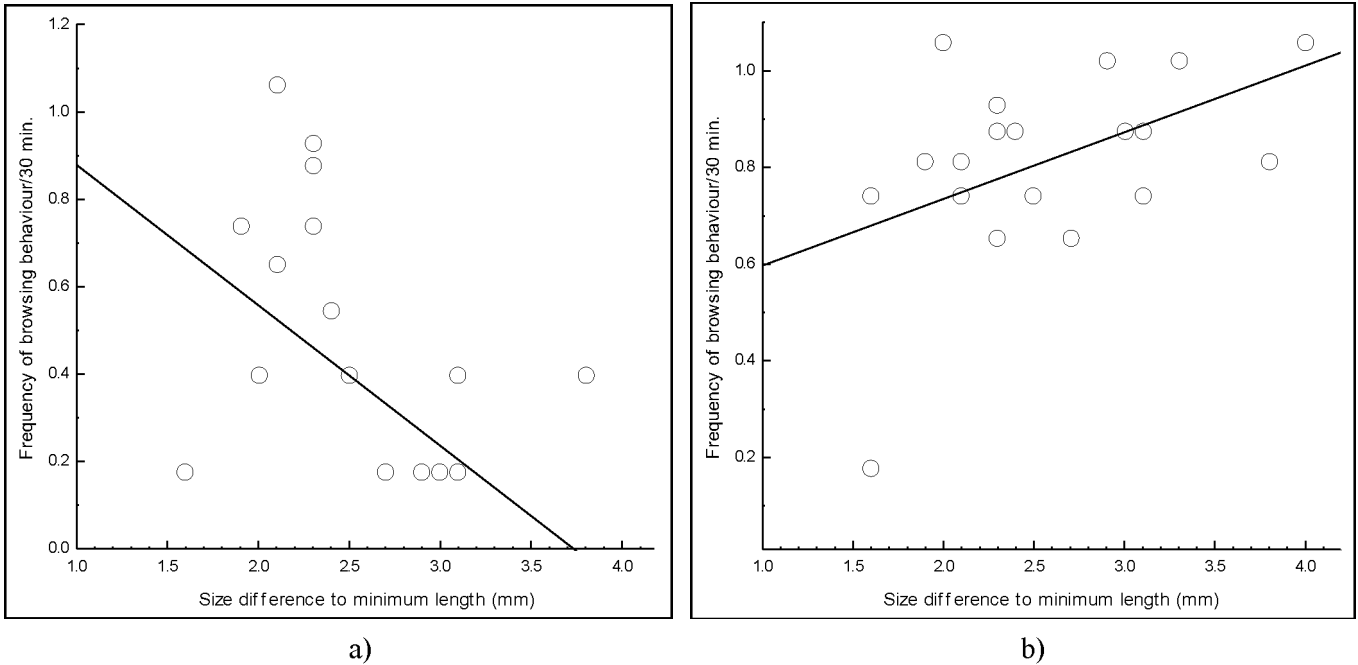 1.2
1.0
0.8
0.6
0.4
0.2
0.0
Frequency of browsing behaviour/30 min.
1.0 1.5 2.0 2.5 3.0 3.5 4.0
Size difference to minimum length (mm)
a)
1.0
0.8
0.6
0.4
0.2
Frequency of browsing behaviour/30 min.
1.0 1.5 2.0 2.5 3.0 3.5 4.0
Size difference to minimum length (mm)
b)